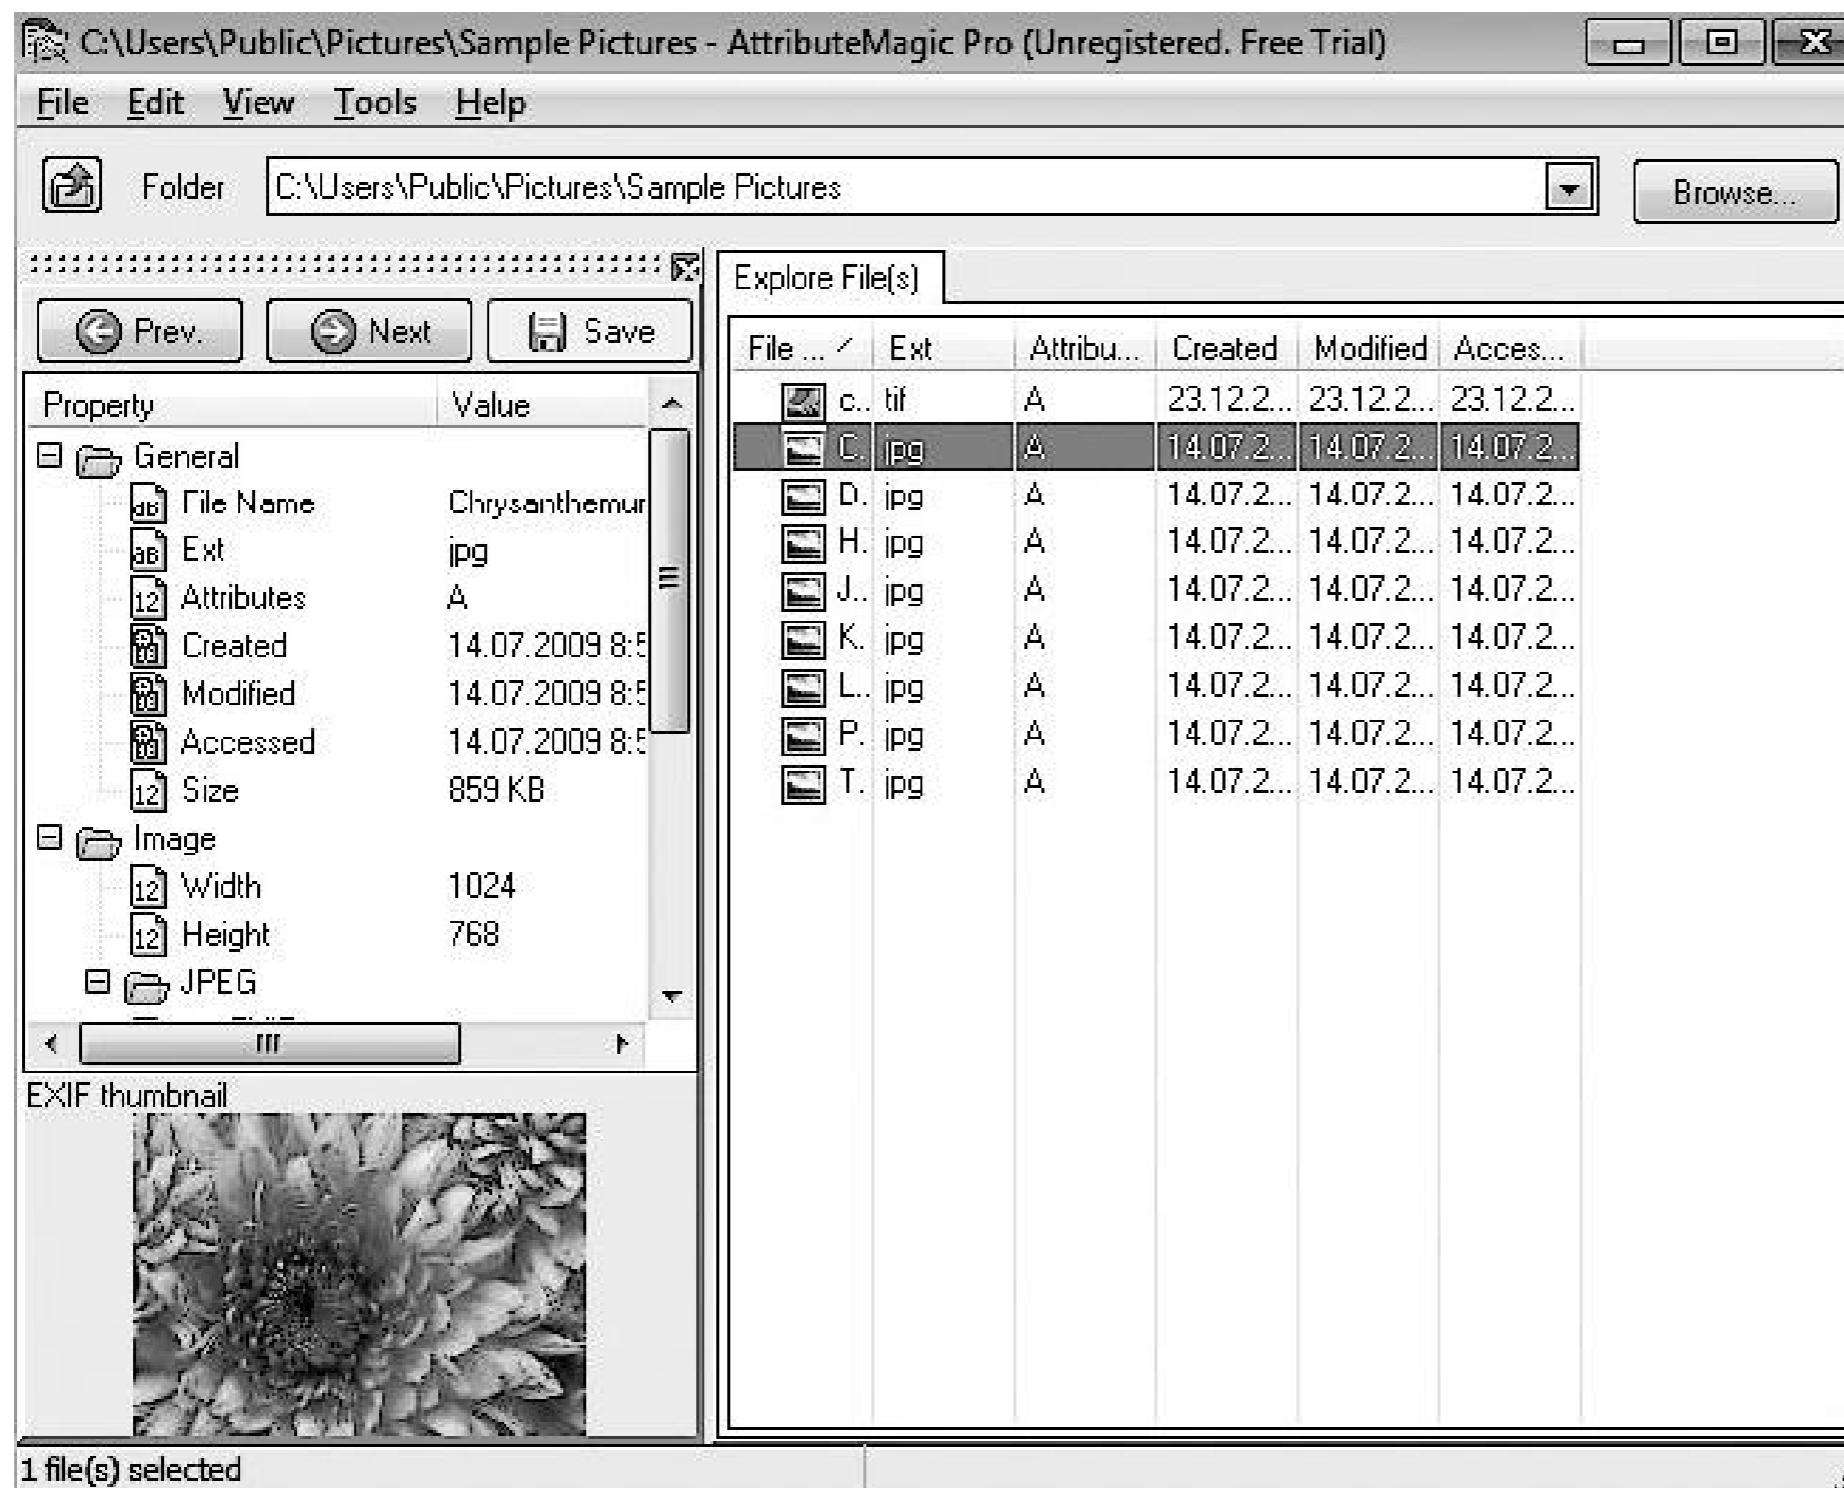 C:\Users\Public\Pictures\Sample Pictures - AttributeMagic Pro (Unregistered. Free Trial)
File Edit View Tools Help
Folder C:\Users\Public\Pictures\Sample Pictures Browse...
Prev. Next Save
Property Value
General
File Name Chrysanthemum
Ext jpg
Attributes A
Created 14.07.2009 8:5
Modified 14.07.2009 8:5
Accessed 14.07.2009 8:5
Size 859 KB
Image
Width 1024
Height 768
JPEG
EXIF thumbnail
Explore File(s)
File ... Ext Attribu... Created Modified Acces...
c... tif A 23.12.2... 23.12.2... 23.12.2...
C. jpg A 14.07.2... 14.07.2... 14.07.2...
D. jpg A 14.07.2... 14.07.2... 14.07.2...
H. jpg A 14.07.2... 14.07.2... 14.07.2...
J... jpg A 14.07.2... 14.07.2... 14.07.2...
K. jpg A 14.07.2... 14.07.2... 14.07.2...
L... jpg A 14.07.2... 14.07.2... 14.07.2...
P. jpg A 14.07.2... 14.07.2... 14.07.2...
T. jpg A 14.07.2... 14.07.2... 14.07.2...
1 file(s) selected